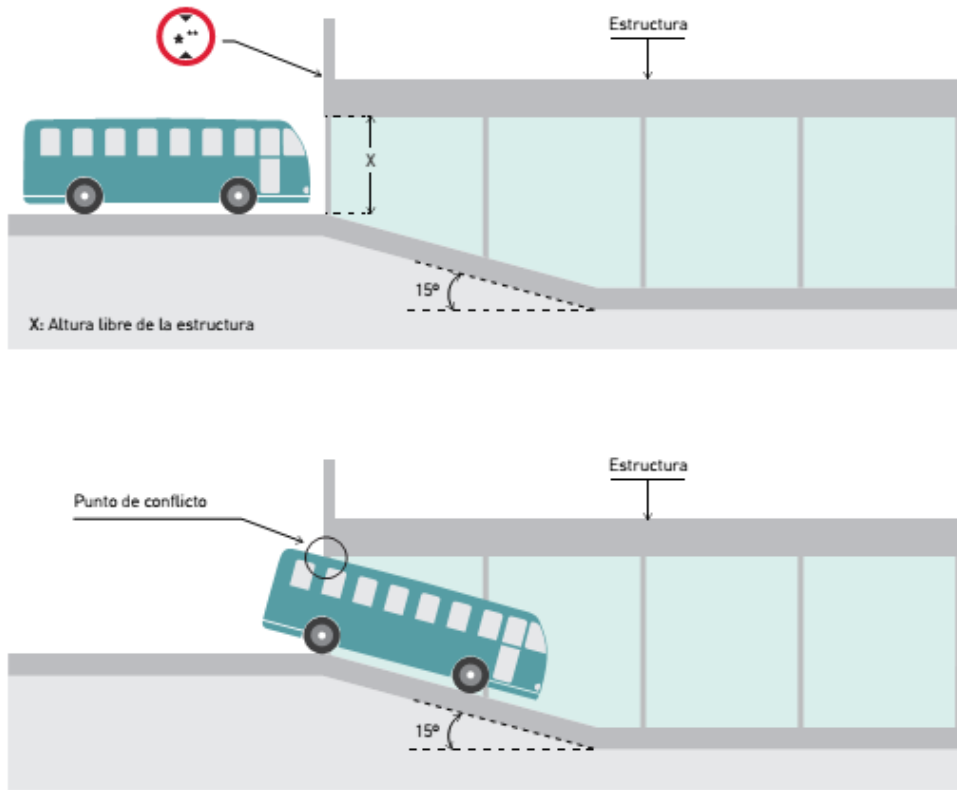 Estructura
X
15º
X: Altura libre de la estructura
Estructura
Punto de conflicto
15º